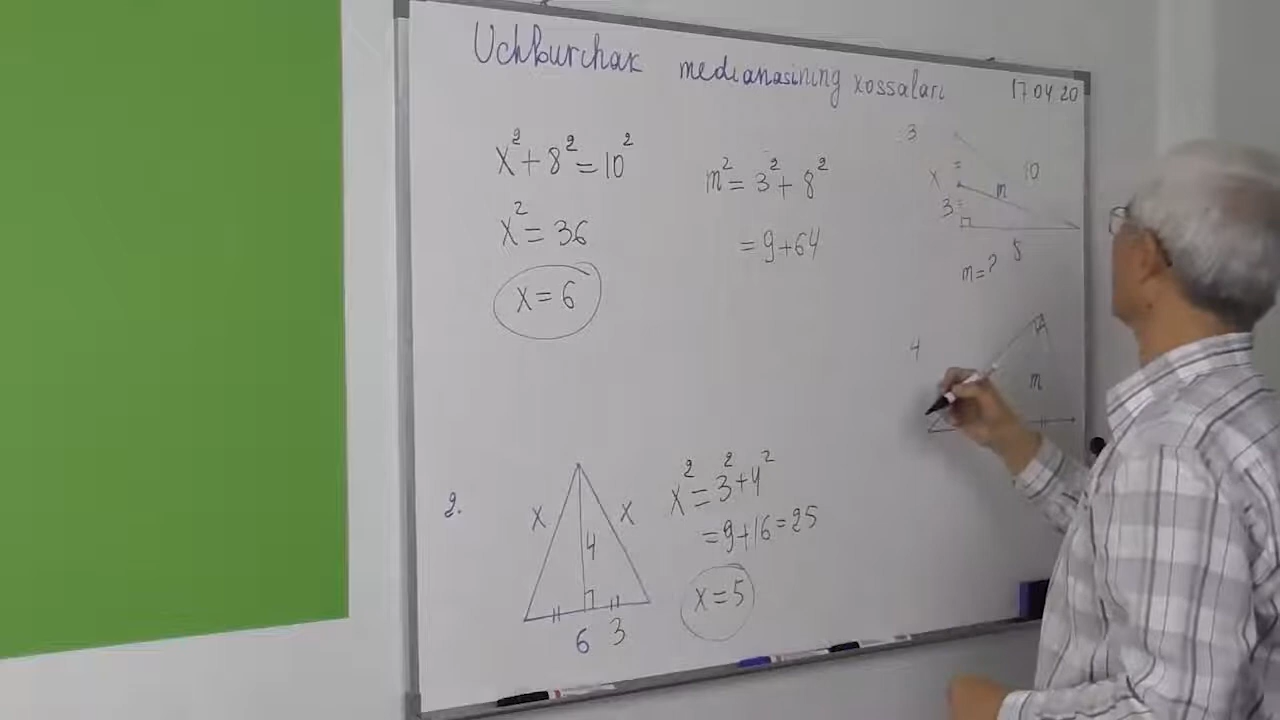 Uchburchak medianasining xossalari 17 04 20
x² + 8² = 10²
x² = 36
x = 6
m² = 3² + 8²
= 9 + 64
3
x
10
m
3
8
m = ?
4
m
2.
x
x
4
6
3
x² = 3² + 4²
= 9 + 16 = 25
x = 5